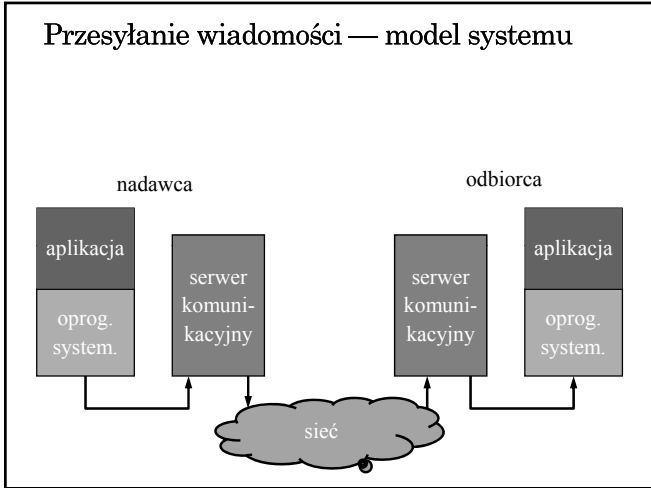 Przesyłanie wiadomości — model systemu
nadawca
odbiorca
aplikacja
oprog.
system.
serwer
komuni-
kacyjny
serwer
komuni-
kacyjny
aplikacja
oprog.
system.
sieć